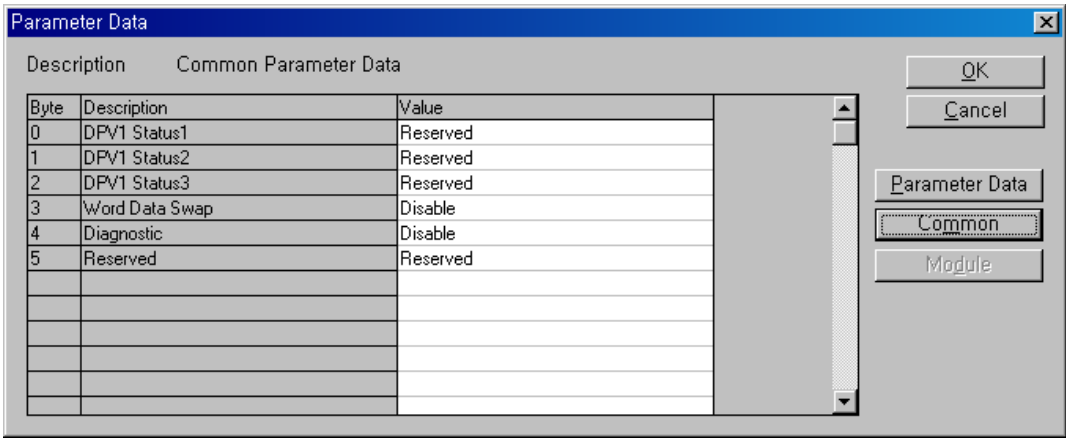 Parameter Data
Description Common Parameter Data
OK
Cancel
Byte Description Value
0 DPV1 Status1 Reserved
1 DPV1 Status2 Reserved
2 DPV1 Status3 Reserved
3 Word Data Swap Disable
4 Diagnostic Disable
5 Reserved Reserved
Parameter Data
Common
Module